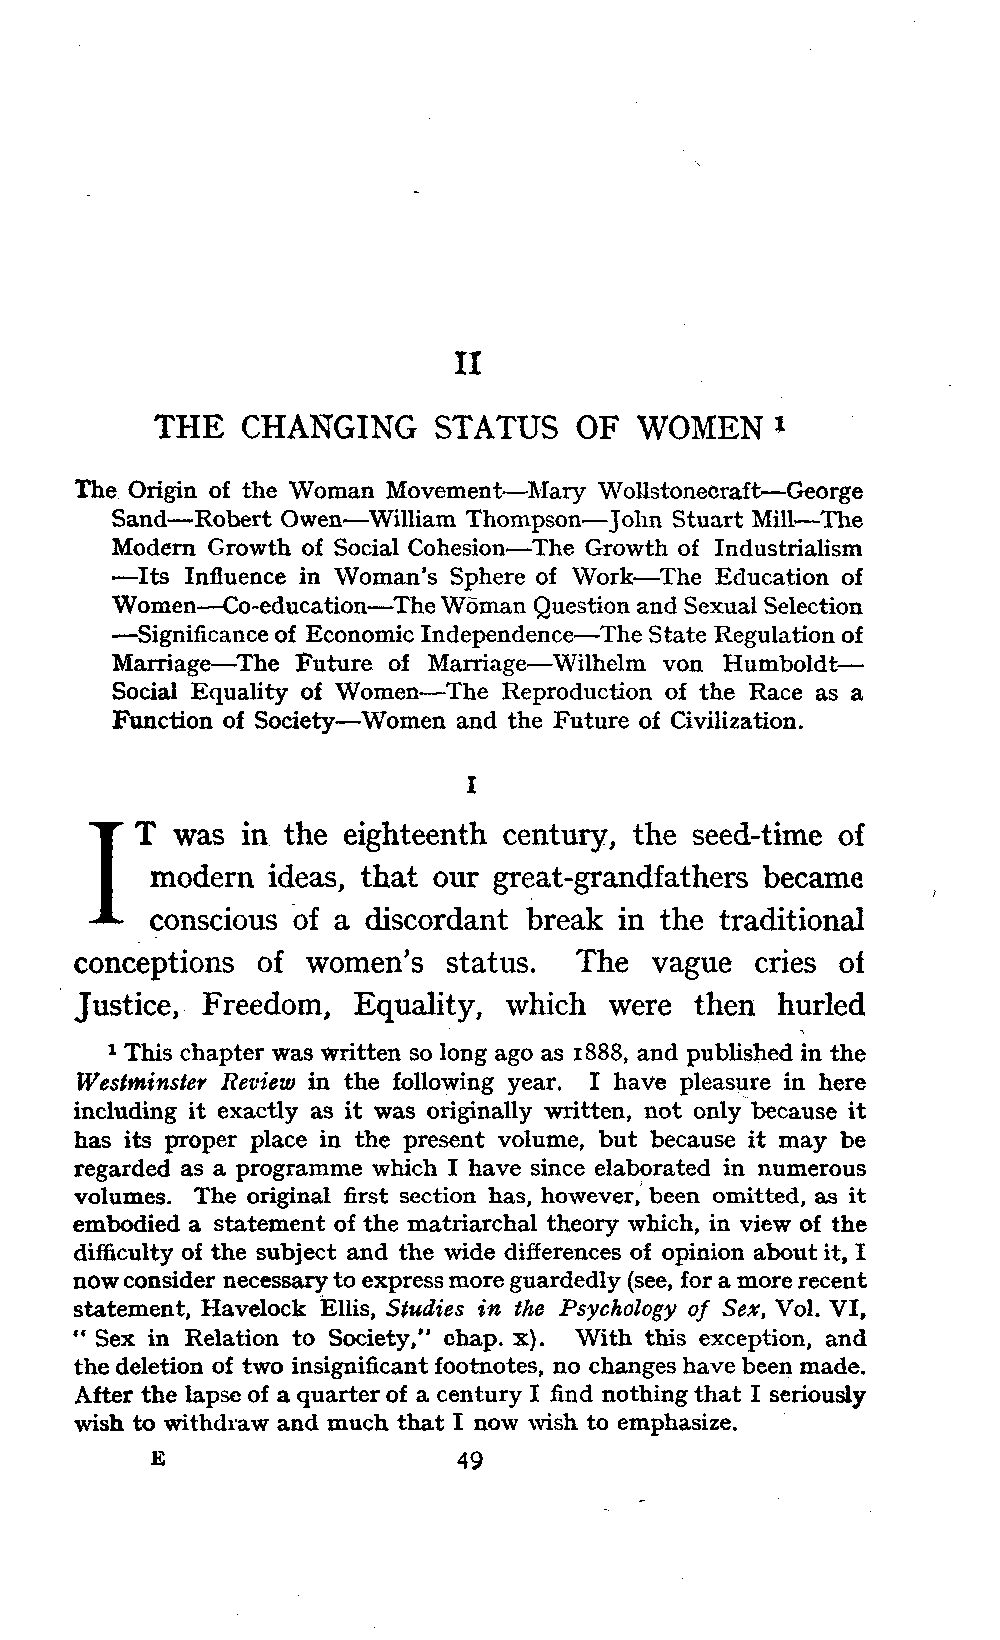 II
THE CHANGING STATUS OF WOMEN ¹
The Origin of the Woman Movement—Mary Wollstonecraft—George
Sand—Robert Owen—William Thompson—John Stuart Mill—The
Modern Growth of Social Cohesion—The Growth of Industrialism
—Its Influence in Woman's Sphere of Work—The Education of
Women—Co-education—The Woman Question and Sexual Selection
—Significance of Economic Independence—The State Regulation of
Marriage—The Future of Marriage—Wilhelm von Humboldt—
Social Equality of Women—The Reproduction of the Race as a
Function of Society—Women and the Future of Civilization.
I
IT was in the eighteenth century, the seed-time of
modern ideas, that our great-grandfathers became
conscious of a discordant break in the traditional
conceptions of women's status. The vague cries of
Justice, Freedom, Equality, which were then hurled
¹ This chapter was written so long ago as 1888, and published in the
Westminster Review in the following year. I have pleasure in here
including it exactly as it was originally written, not only because it
has its proper place in the present volume, but because it may be
regarded as a programme which I have since elaborated in numerous
volumes. The original first section has, however, been omitted, as it
embodied a statement of the matriarchal theory which, in view of the
difficulty of the subject and the wide differences of opinion about it, I
now consider necessary to express more guardedly (see, for a more recent
statement, Havelock Ellis, Studies in the Psychology of Sex, Vol. VI,
" Sex in Relation to Society," chap. x). With this exception, and
the deletion of two insignificant footnotes, no changes have been made.
After the lapse of a quarter of a century I find nothing that I seriously
wish to withdraw and much that I now wish to emphasize.
E 49